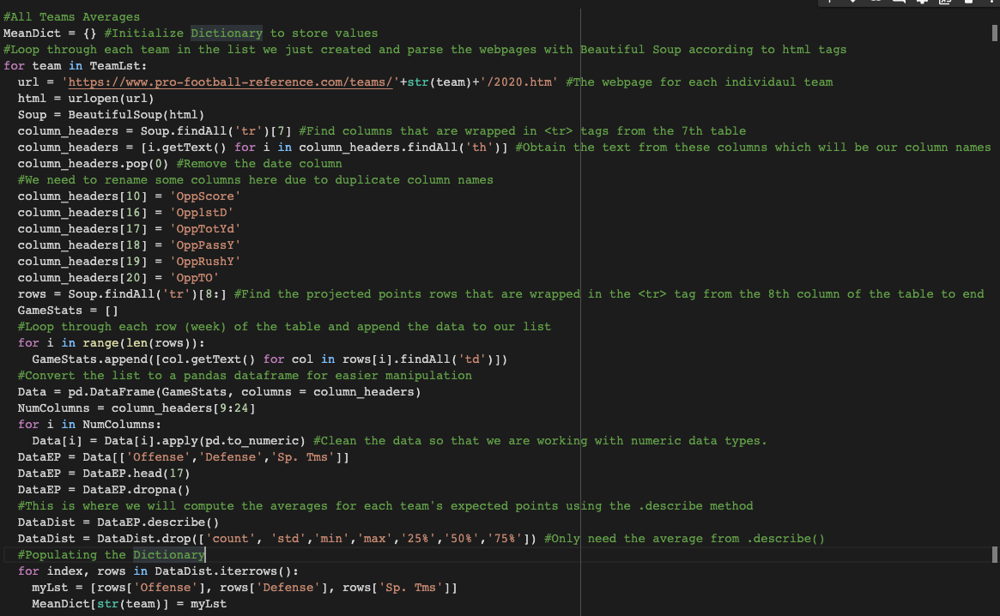 #All Teams Averages
MeanDict = {} #Initialize Dictionary to store values
#Loop through each team in the list we just created and parse the webpages with Beautiful Soup according to html tags
for team in TeamLst:
  url = 'https://www.pro-football-reference.com/teams/'+str(team)+'/2020.htm' #The webpage for each individaul team
  html = urlopen(url)
  Soup = BeautifulSoup(html)
  column_headers = Soup.findAll('tr')[7] #Find columns that are wrapped in <tr> tags from the 7th table
  column_headers = [i.getText() for i in column_headers.findAll('th')] #Obtain the text from these columns which will be our column names
  column_headers.pop(0) #Remove the date column
  #We need to rename some columns here due to duplicate column names
  column_headers[10] = 'OppScore'
  column_headers[16] = 'Opp1stD'
  column_headers[17] = 'OppTotYd'
  column_headers[18] = 'OppPassY'
  column_headers[19] = 'OppRushY'
  column_headers[20] = 'OppTO'
  rows = Soup.findAll('tr')[8:] #Find the projected points rows that are wrapped in the <tr> tag from the 8th column of the table to end
  GameStats = []
  #Loop through each row (week) of the table and append the data to our list
  for i in range(len(rows)):
    GameStats.append([col.getText() for col in rows[i].findAll('td')])
  #Convert the list to a pandas dataframe for easier manipulation
  Data = pd.DataFrame(GameStats, columns = column_headers)
  NumColumns = column_headers[9:24]
  for i in NumColumns:
    Data[i] = Data[i].apply(pd.to_numeric) #Clean the data so that we are working with numeric data types.
  DataEP = Data[['Offense','Defense','Sp. Tms']]
  DataEP = DataEP.head(17)
  DataEP = DataEP.dropna()
  #This is where we will compute the averages for each team's expected points using the .describe method
  DataDist = DataEP.describe()
  DataDist = DataDist.drop(['count', 'std','min','max','25%','50%','75%']) #Only need the average from .describe()
  #Populating the Dictionary
  for index, rows in DataDist.iterrows():
    myLst = [rows['Offense'], rows['Defense'], rows['Sp. Tms']]
    MeanDict[str(team)] = myLst